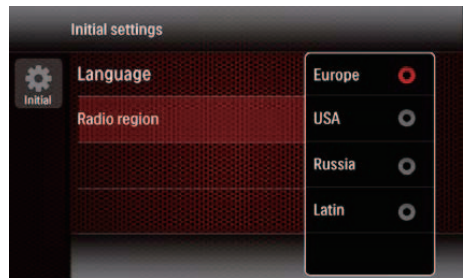 Initial settings
Language
Europe
Initial
Radio region
USA
Russia
Latin